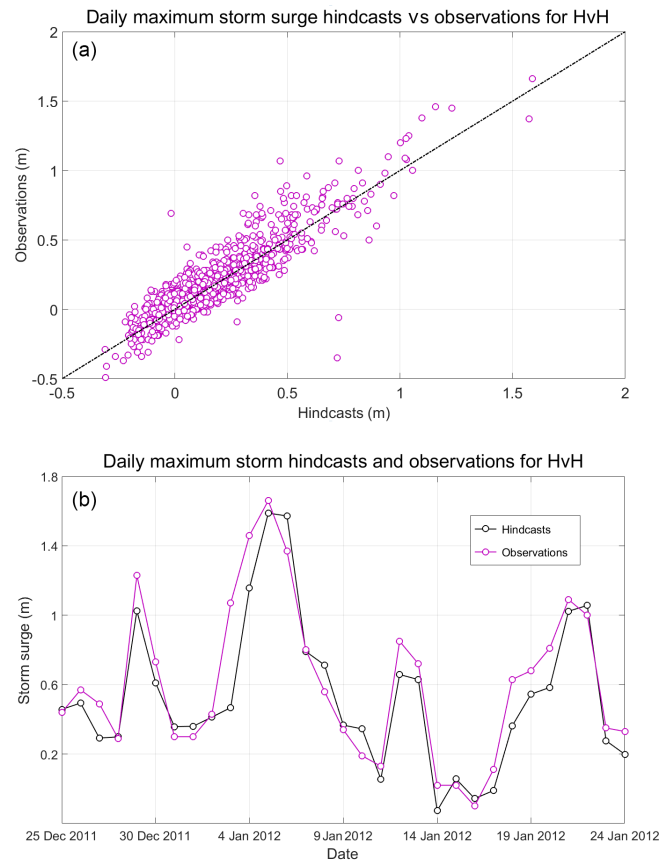 Daily maximum storm surge hindcasts vs observations for HvH
(a)
2
1.5
1
0.5
0
-0.5
Observations (m)
-0.5 0 0.5 1 1.5 2
Hindcasts (m)
Daily maximum storm hindcasts and observations for HvH
(b)
1.8
1.4
1
0.6
0.2
Storm surge (m)
Hindcasts
Observations
25 Dec 2011 30 Dec 2011 4 Jan 2012 9 Jan 2012 14 Jan 2012 19 Jan 2012 24 Jan 2012
Date